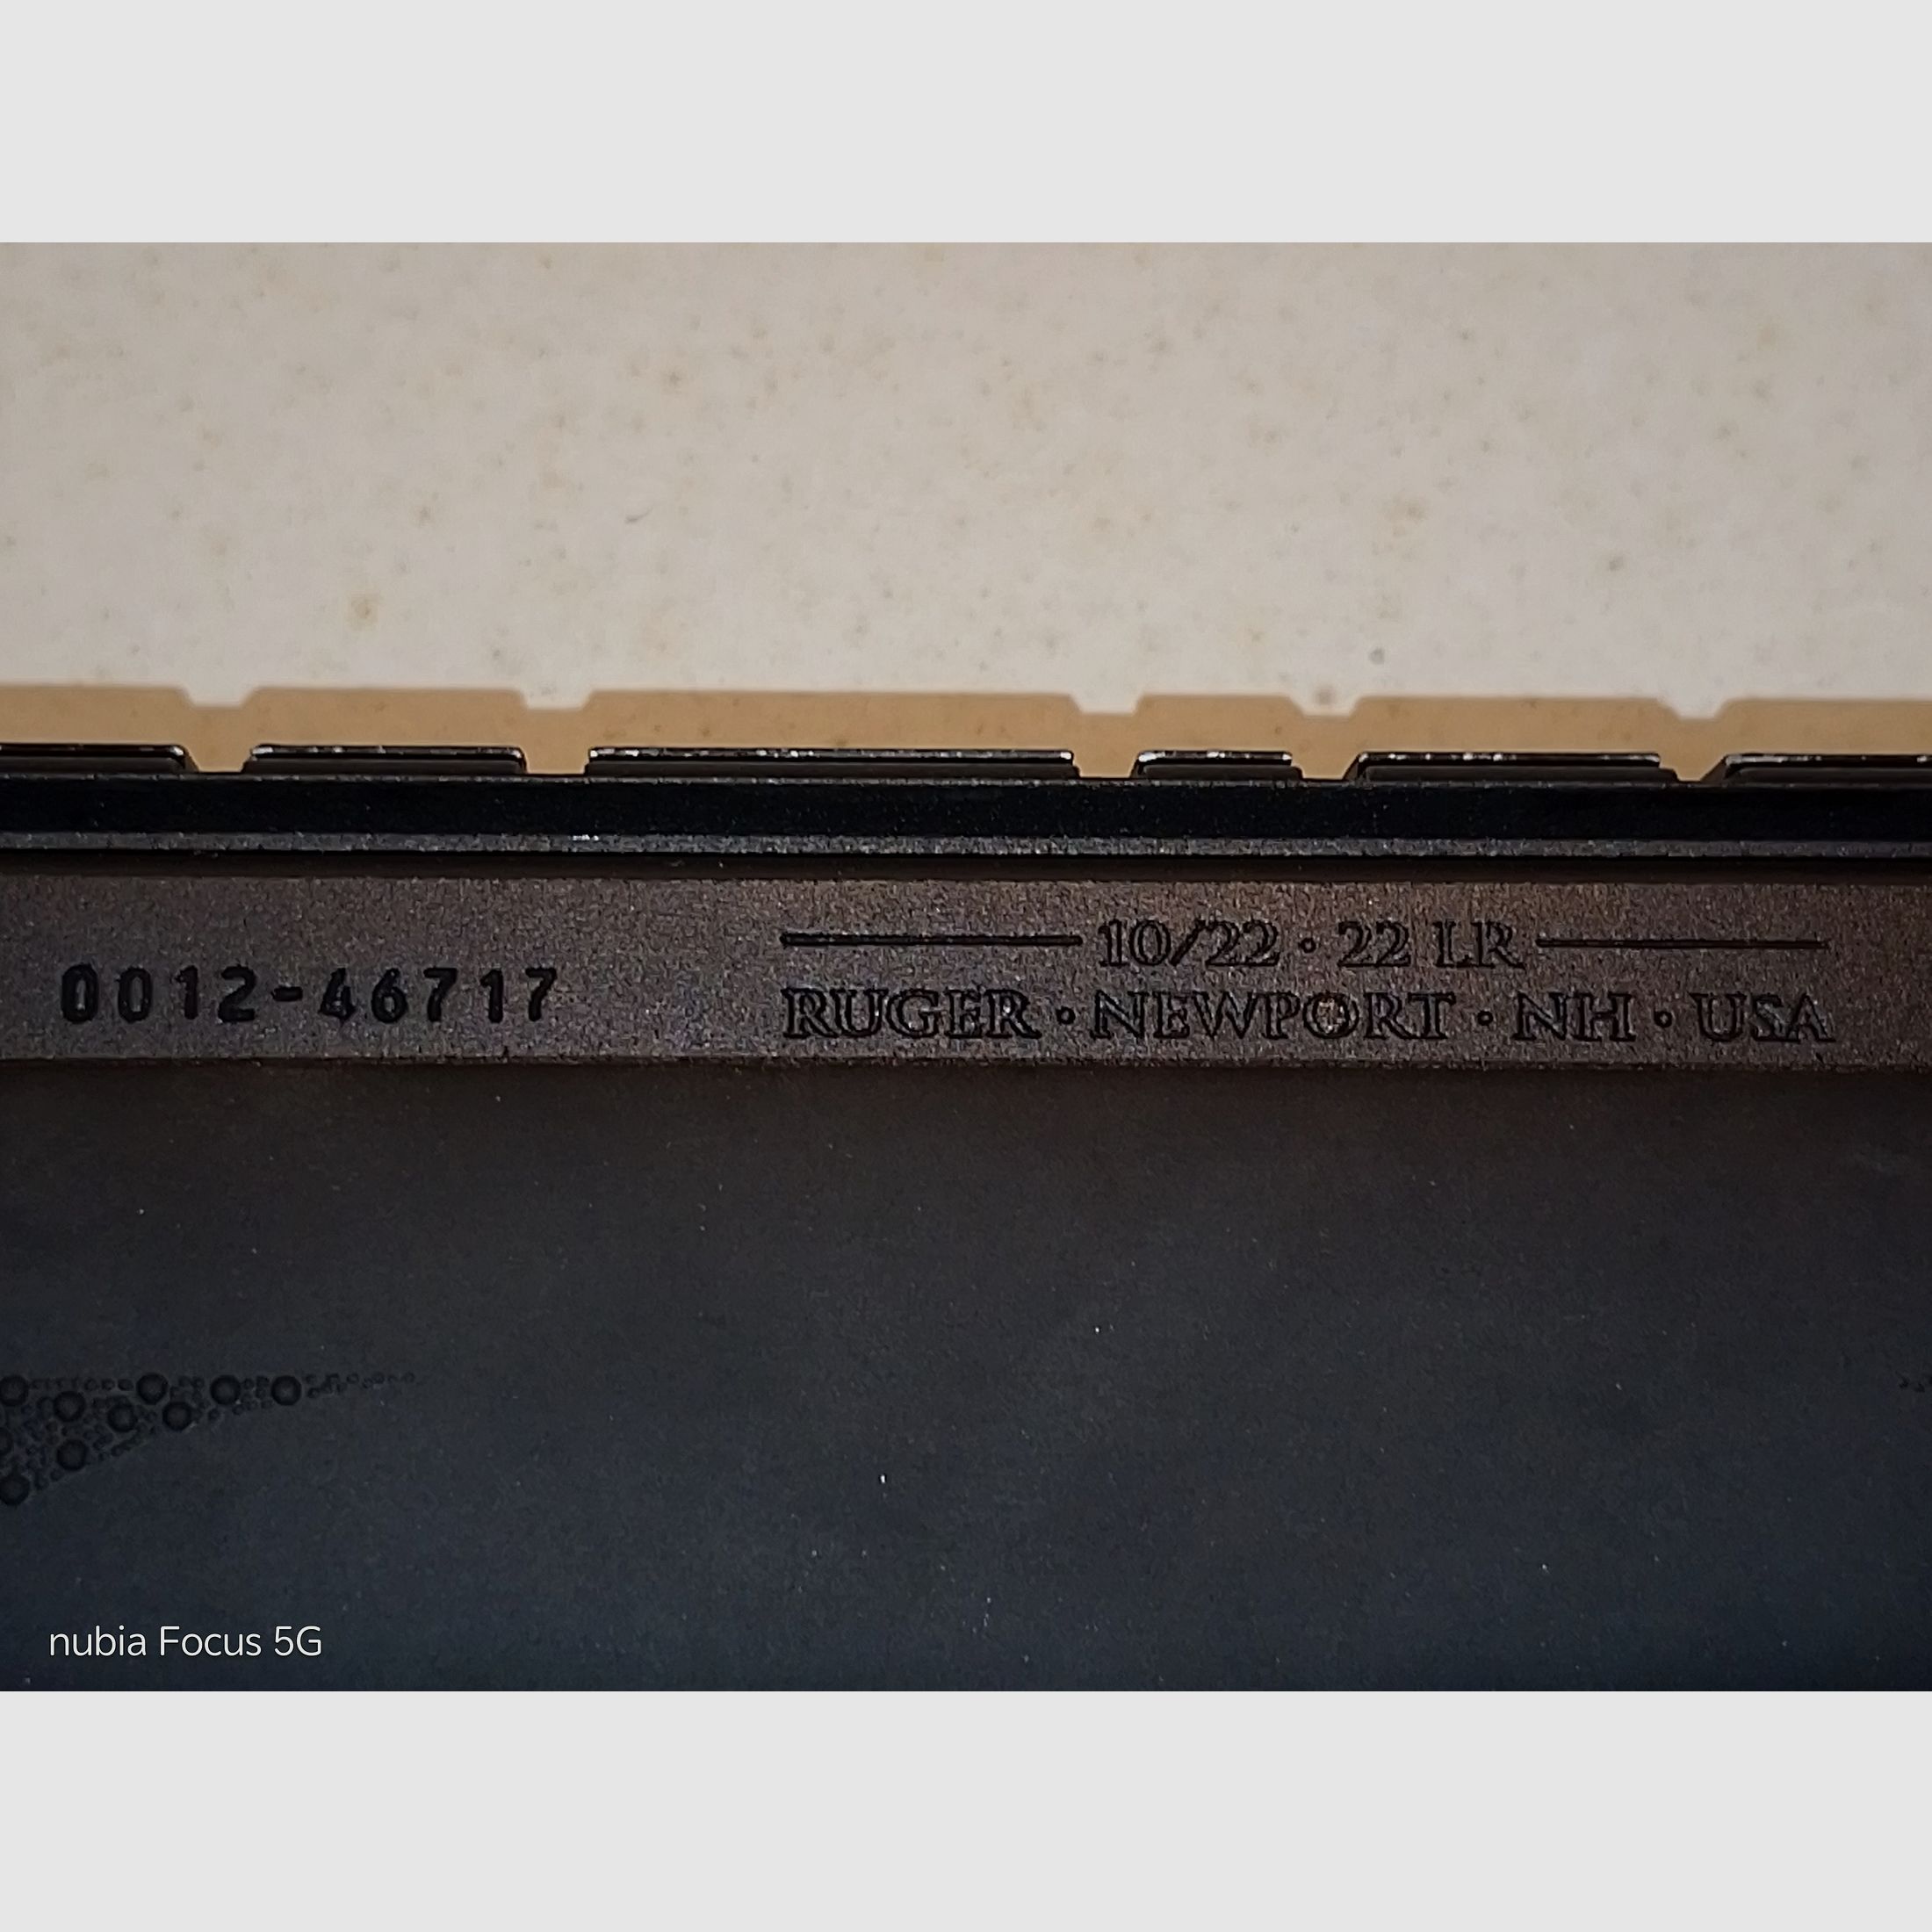 10/22 · 22 LR
0012-46717
RUGER · NEWPORT · NH · USA
nubia Focus 5G